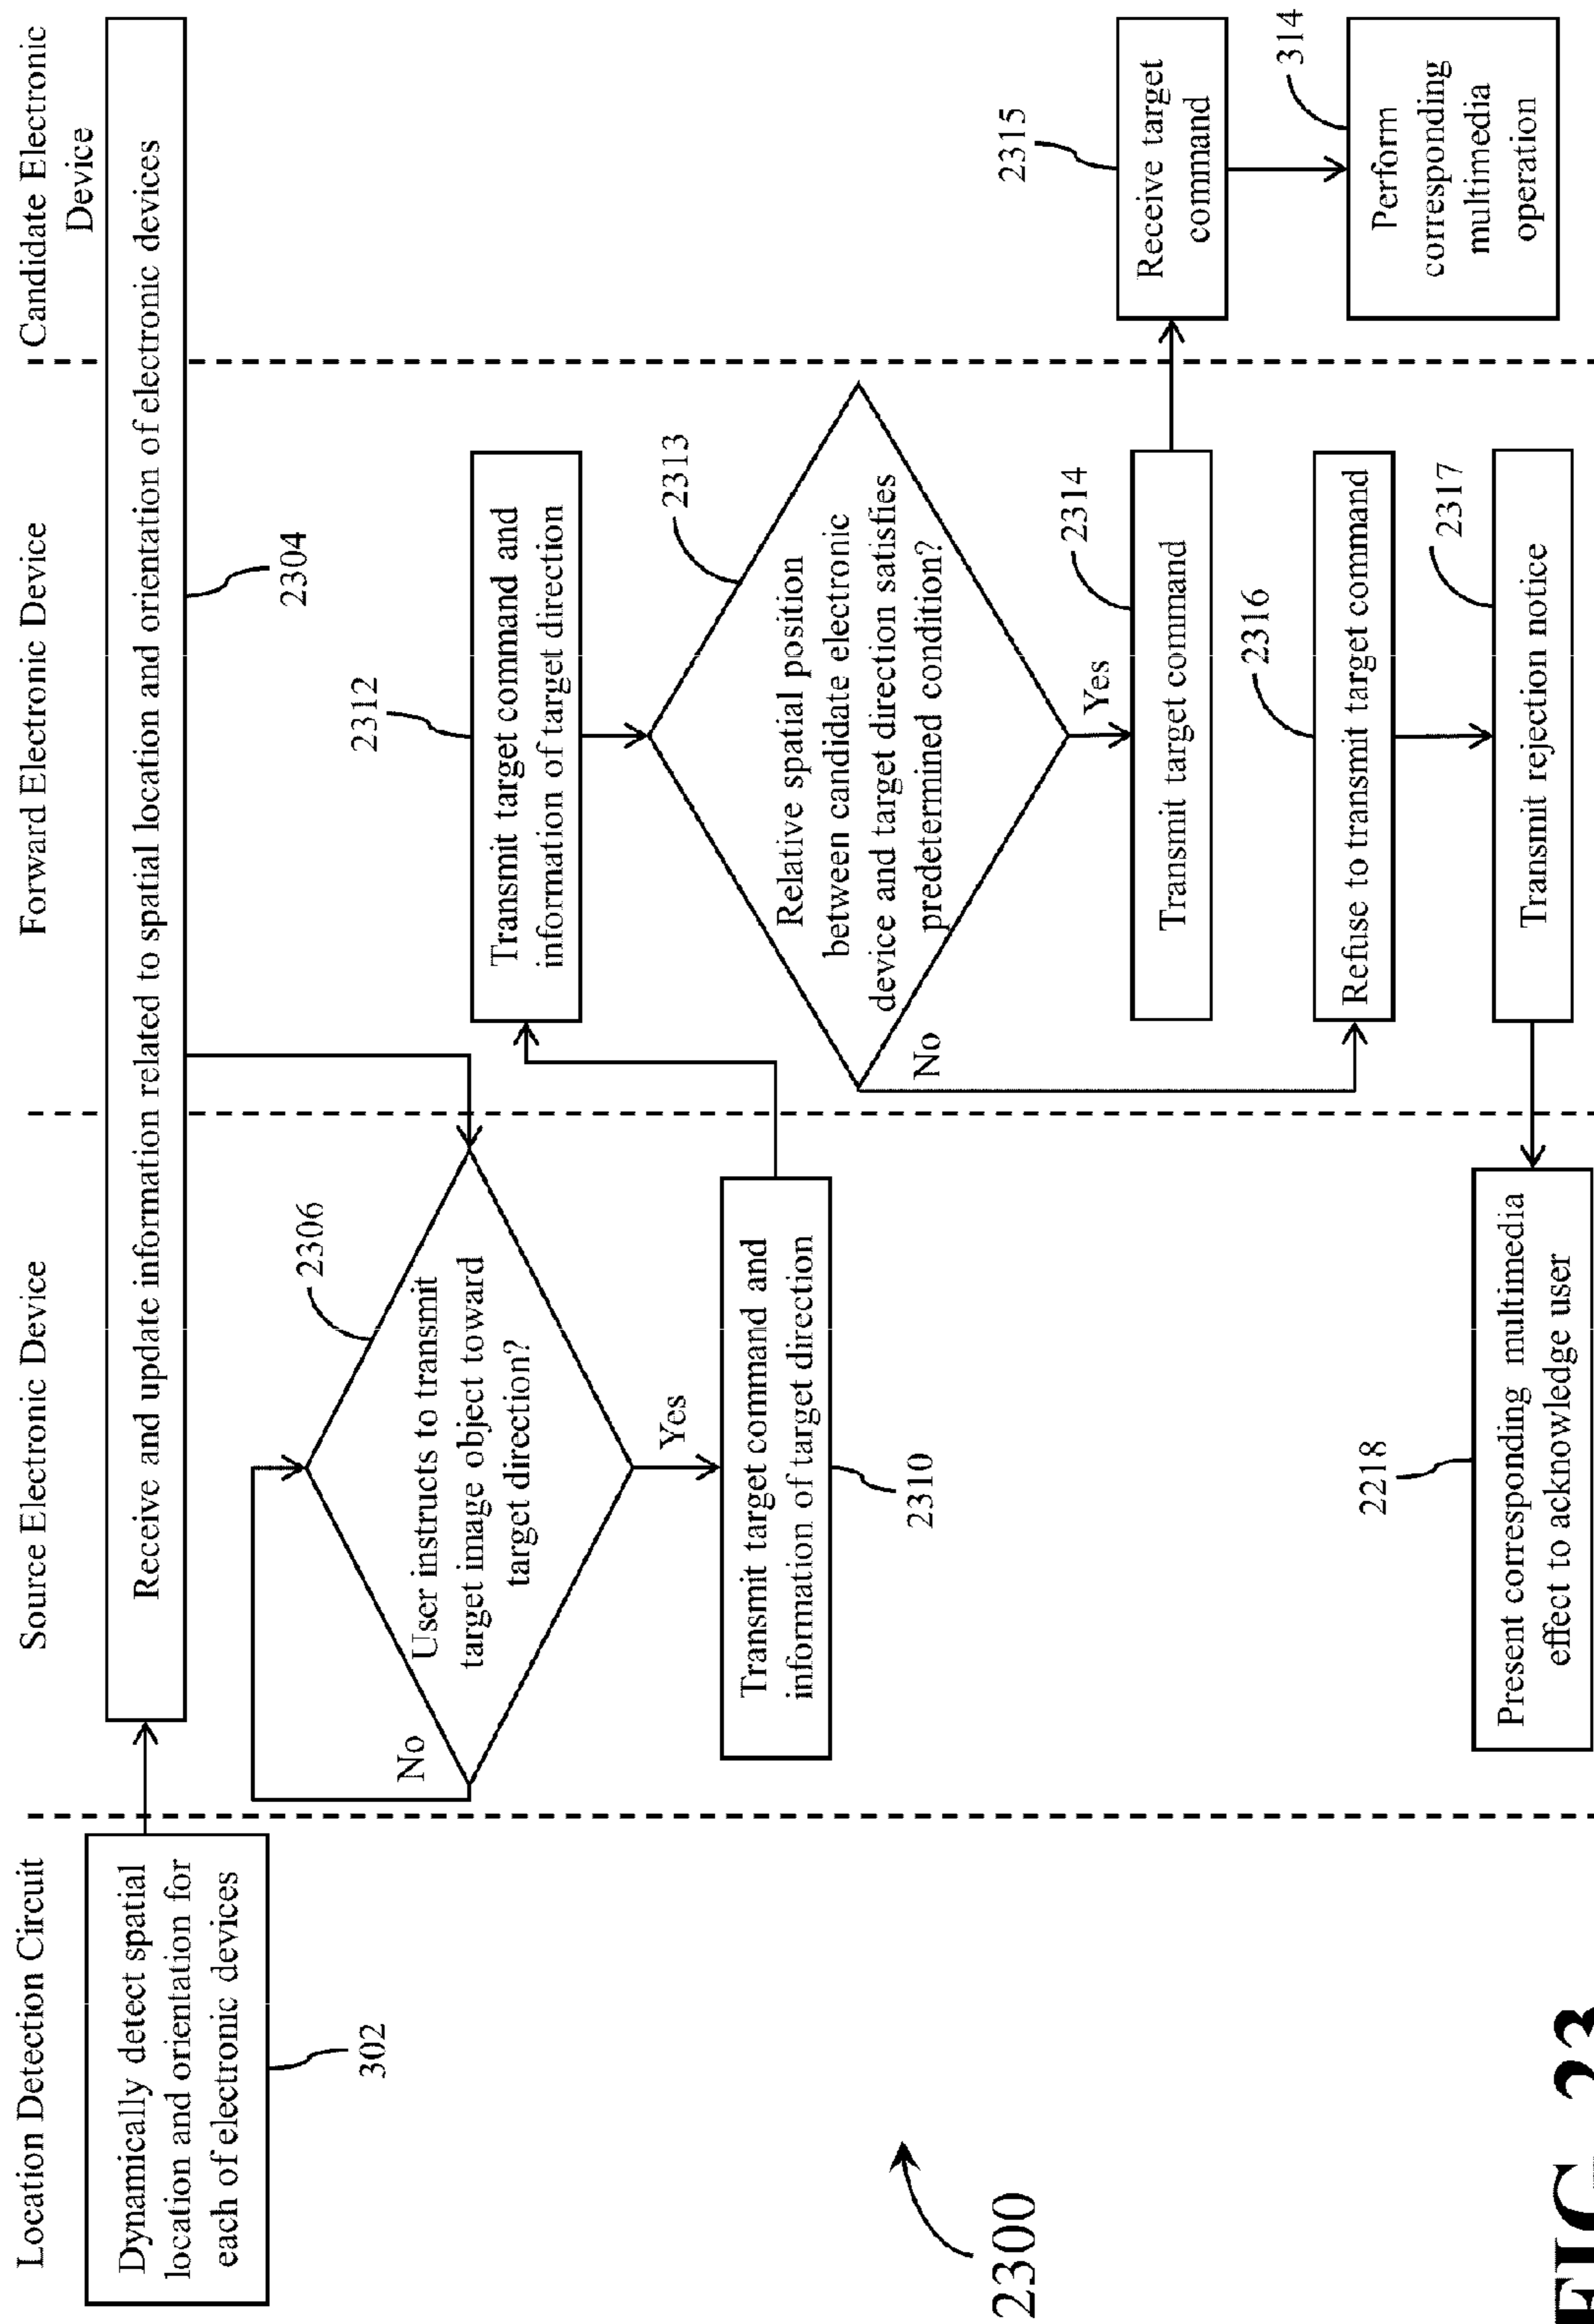 Location Detection Circuit
Source Electronic Device
Forward Electronic Device
Candidate Electronic
Device
Dynamically detect spatial
location and orientation for
each of electronic devices
302
Receive and update information related to spatial location and orientation of electronic devices
2304
2306
User instructs to transmit
target image object toward
target direction?
No
Yes
Transmit target command and
information of target direction
2310
2312
Transmit target command and
information of target direction
2313
Relative spatial position
between candidate electronic
device and target direction satisfies
predetermined condition?
No
Yes
2314
Transmit target command
2315
Receive target
command
314
Perform
corresponding
multimedia
operation
2316
Refuse to transmit target command
2317
Transmit rejection notice
2218
Present corresponding multimedia
effect to acknowledge user
2300
FIG. 23